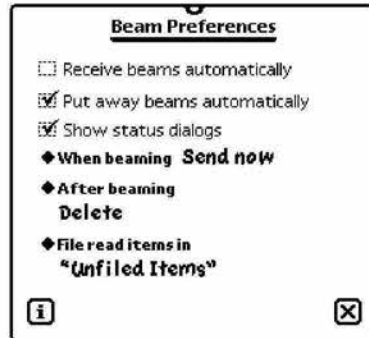 Beam Preferences
Receive beams automatically
Put away beams automatically
Show status dialogs
When beaming Send now
After beaming
Delete
File read items in
“Unfiled Items”
i